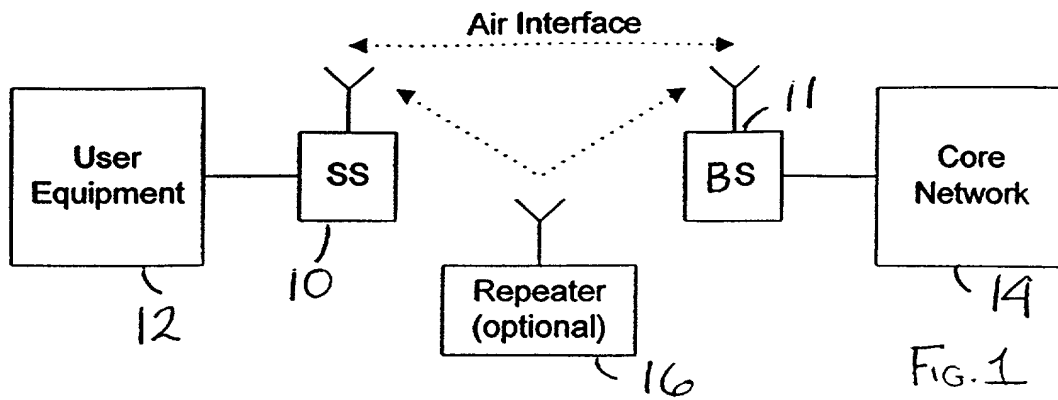 Air Interface
User
Equipment
SS
BS
11
Core
Network
12
10
Repeater
(optional)
16
14
FIG. 1